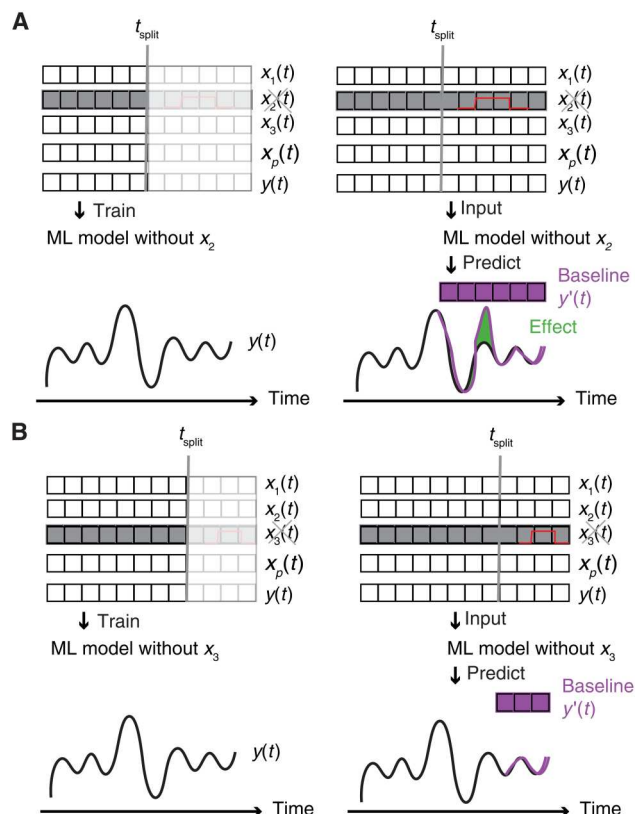 A
t_split
t_split
x_1(t)
x_2(t)
x_3(t)
x_p(t)
y(t)
x_1(t)
x_2(t)
x_3(t)
x_p(t)
y(t)
Train
ML model without x_2
Input
ML model without x_2
Predict
Baseline
y'(t)
Effect
y(t)
Time
Time
B
t_split
t_split
x_1(t)
x_2(t)
x_3(t)
x_p(t)
y(t)
x_1(t)
x_2(t)
x_3(t)
x_p(t)
y(t)
Train
ML model without x_3
Input
ML model without x_3
Predict
Baseline
y'(t)
y(t)
Time
Time